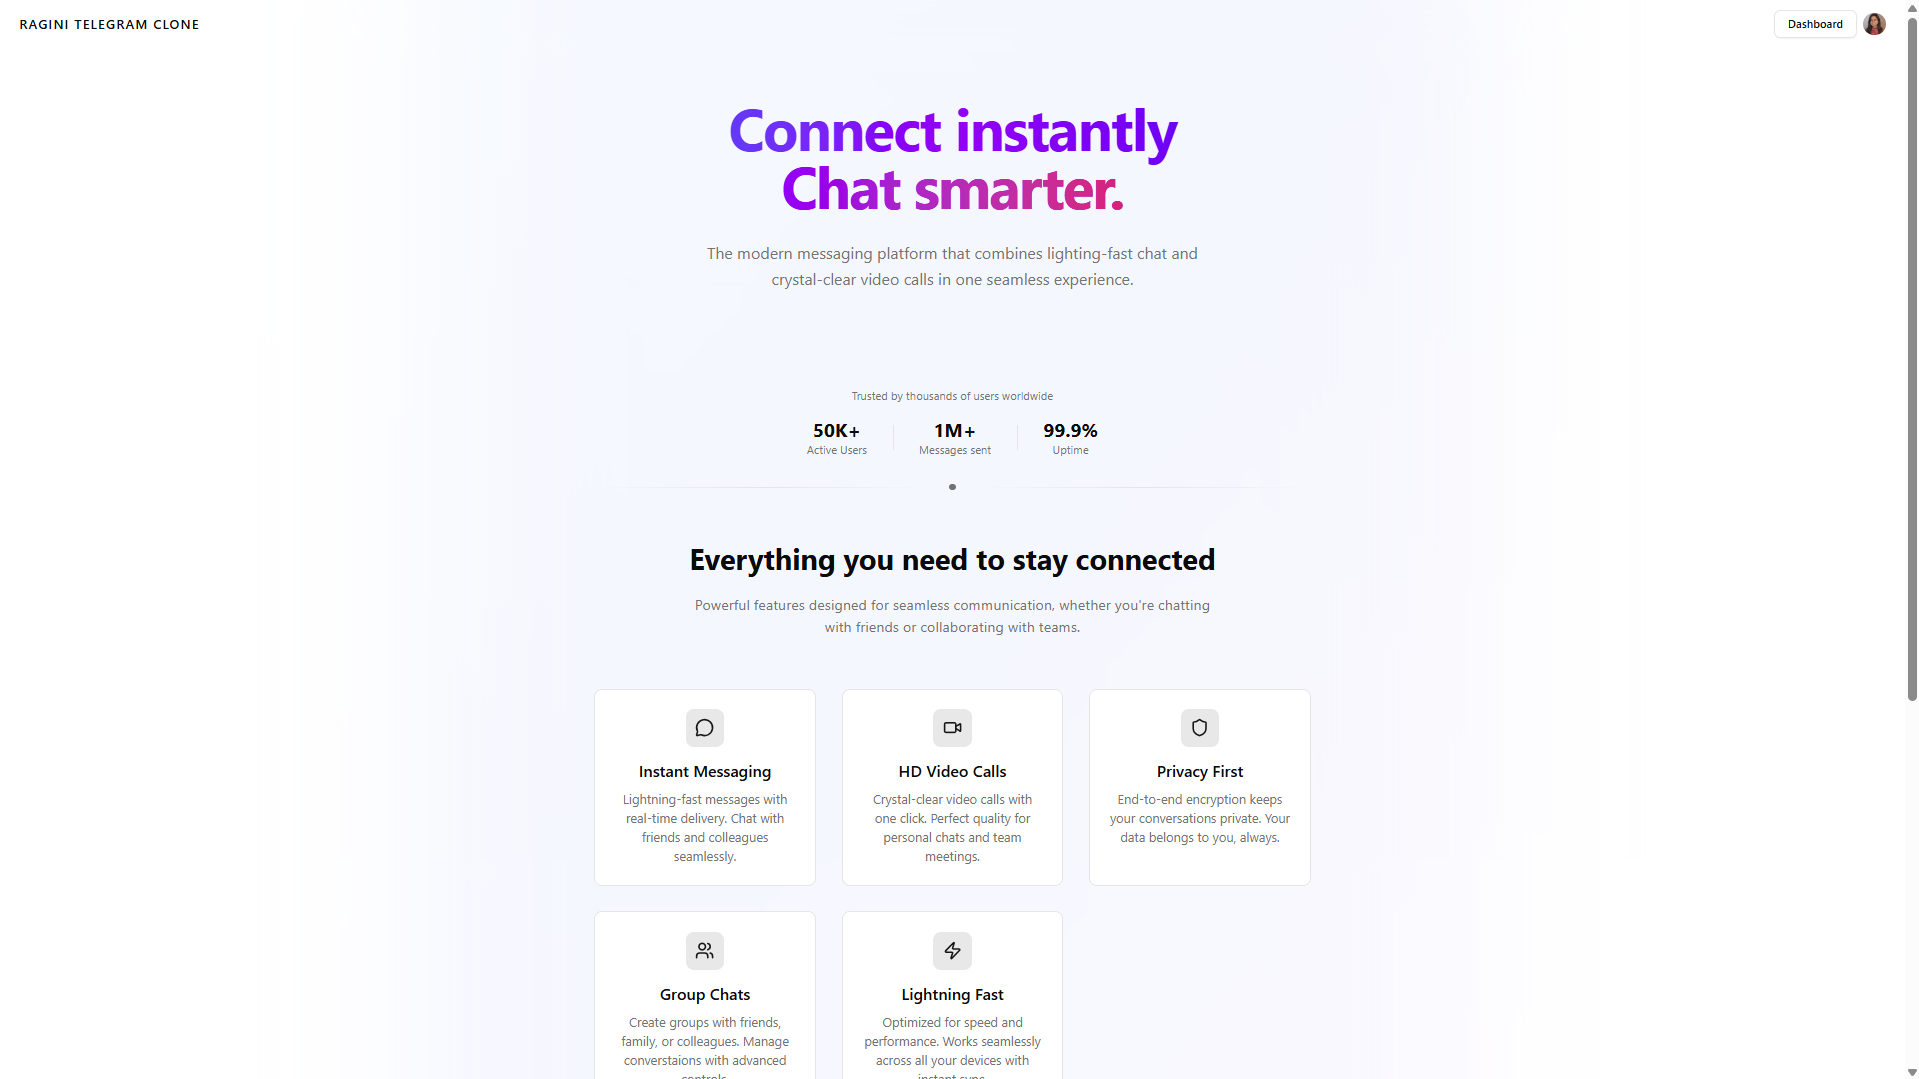 RAGINI TELEGRAM CLONE
Dashboard
Connect instantly
Chat smarter.
The modern messaging platform that combines lighting-fast chat and
crystal-clear video calls in one seamless experience.
Trusted by thousands of users worldwide
50K+
Active Users
1M+
Messages sent
99.9%
Uptime
Everything you need to stay connected
Powerful features designed for seamless communication, whether you're chatting
with friends or collaborating with teams.
Instant Messaging
Lightning-fast messages with
real-time delivery. Chat with
friends and colleagues
seamlessly.
HD Video Calls
Crystal-clear video calls with
one click. Perfect quality for
personal chats and team
meetings.
Privacy First
End-to-end encryption keeps
your conversations private. Your
data belongs to you, always.
Group Chats
Create groups with friends,
family, or colleagues. Manage
converstaions with advanced
controls.
Lightning Fast
Optimized for speed and
performance. Works seamlessly
across all your devices with
instant sync.